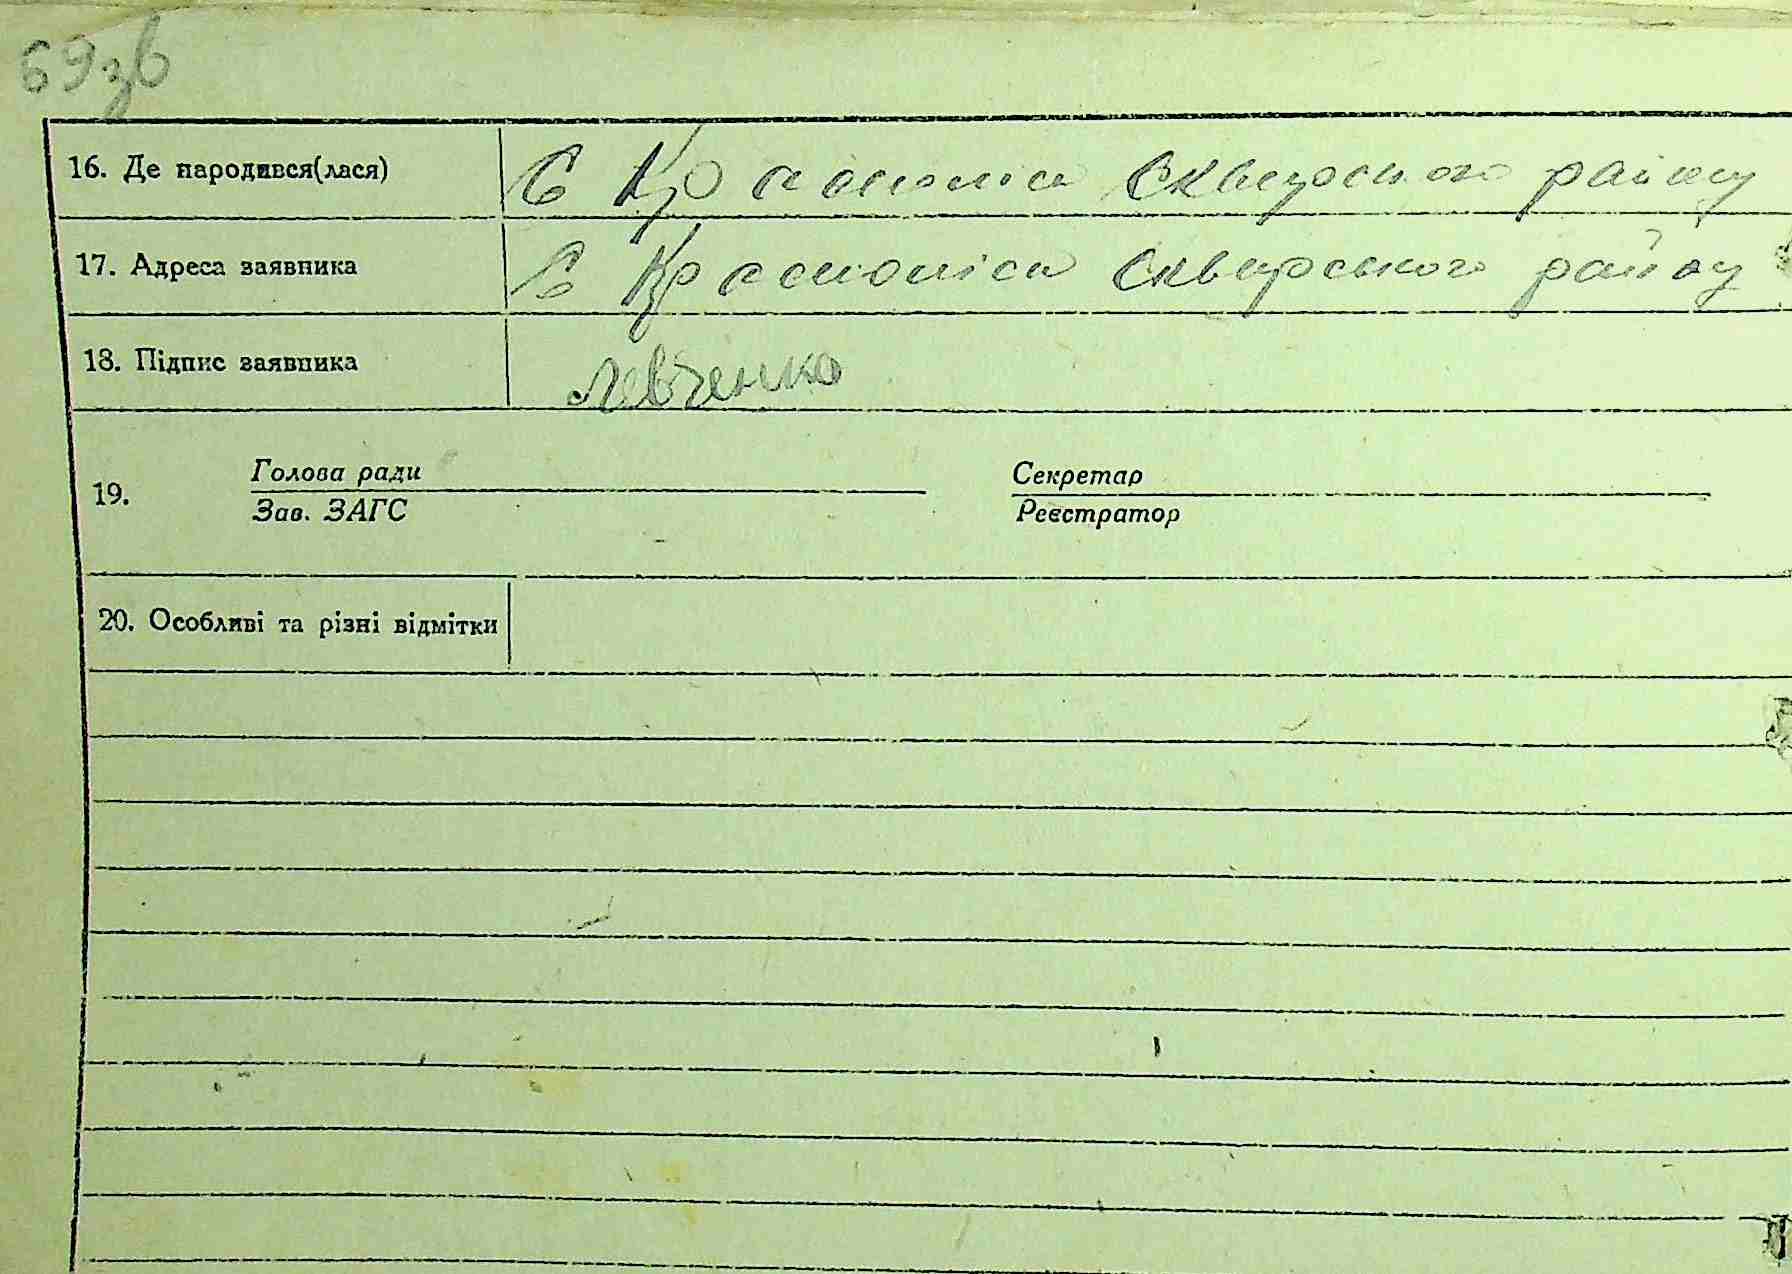 69зв
16. Де народився(лася) С Красноліси Сквирского району
17. Адреса заявника С Красноліси Сквирського району
18. Підпис заявника Левченко
19. Голова ради Секретар
Зав. ЗАГС Реєстратор
20. Особливі та різні відмітки